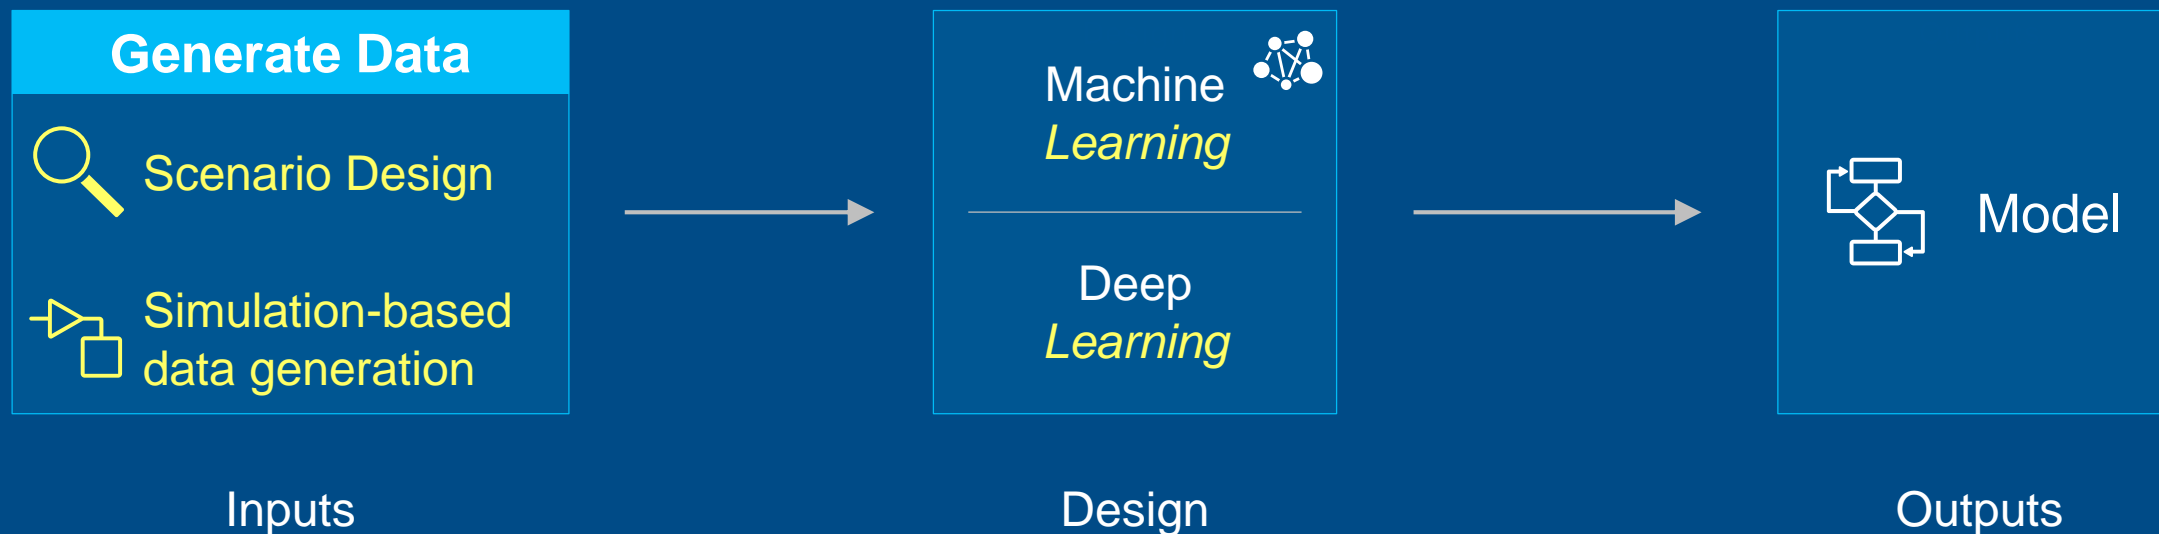 Generate Data
Scenario Design
Simulation-based
data generation
Inputs
Machine
Learning
Deep
Learning
Design
Model
Outputs